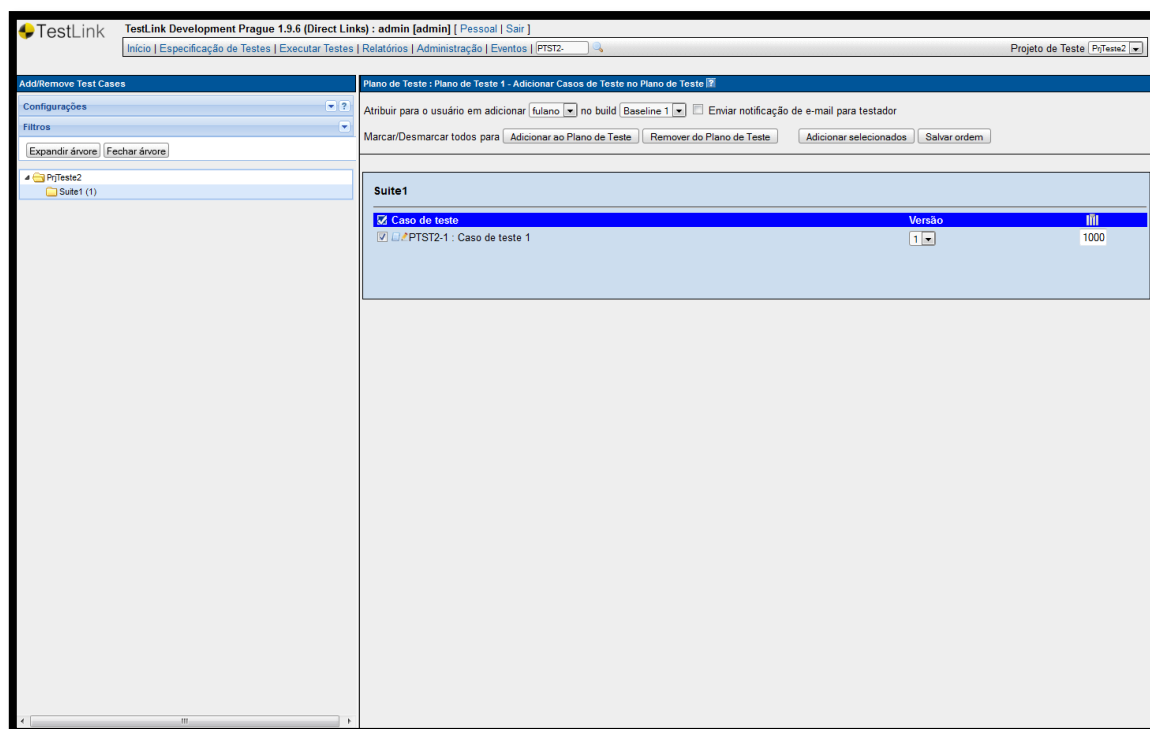 TestLink
TestLink Development Prague 1.9.6 (Direct Links) : admin [admin] [ Pessoal | Sair ]
Início | Especificação de Testes | Executar Testes | Relatórios | Administração | Eventos | PTST2-
Projeto de Teste PrjTeste2
Add/Remove Test Cases
Configurações ?
Filtros
Expandir árvore Fechar árvore
PrjTeste2
Suite1 (1)
Plano de Teste : Plano de Teste 1 - Adicionar Casos de Teste no Plano de Teste ?
Atribuir para o usuário em adicionar fulano no build Baseline 1 Enviar notificação de e-mail para testador
Marcar/Desmarcar todos para Adicionar ao Plano de Teste Remover do Plano de Teste Adicionar selecionados Salvar ordem
Suite1
Caso de teste Versão
PTST2-1 : Caso de teste 1 1 1000